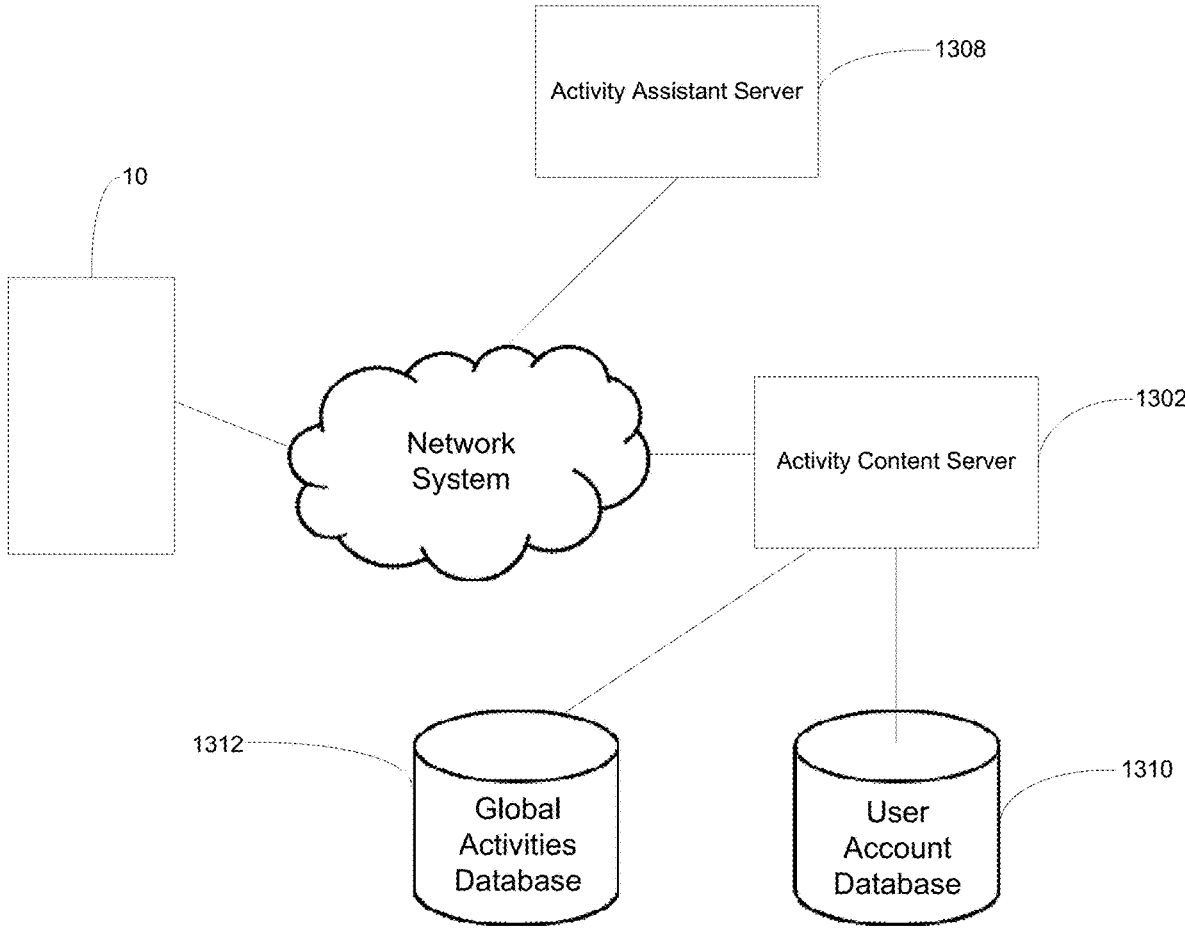 1308
Activity Assistant Server
10
Network
System
1302
Activity Content Server
1312
Global
Activities
Database
1310
User
Account
Database